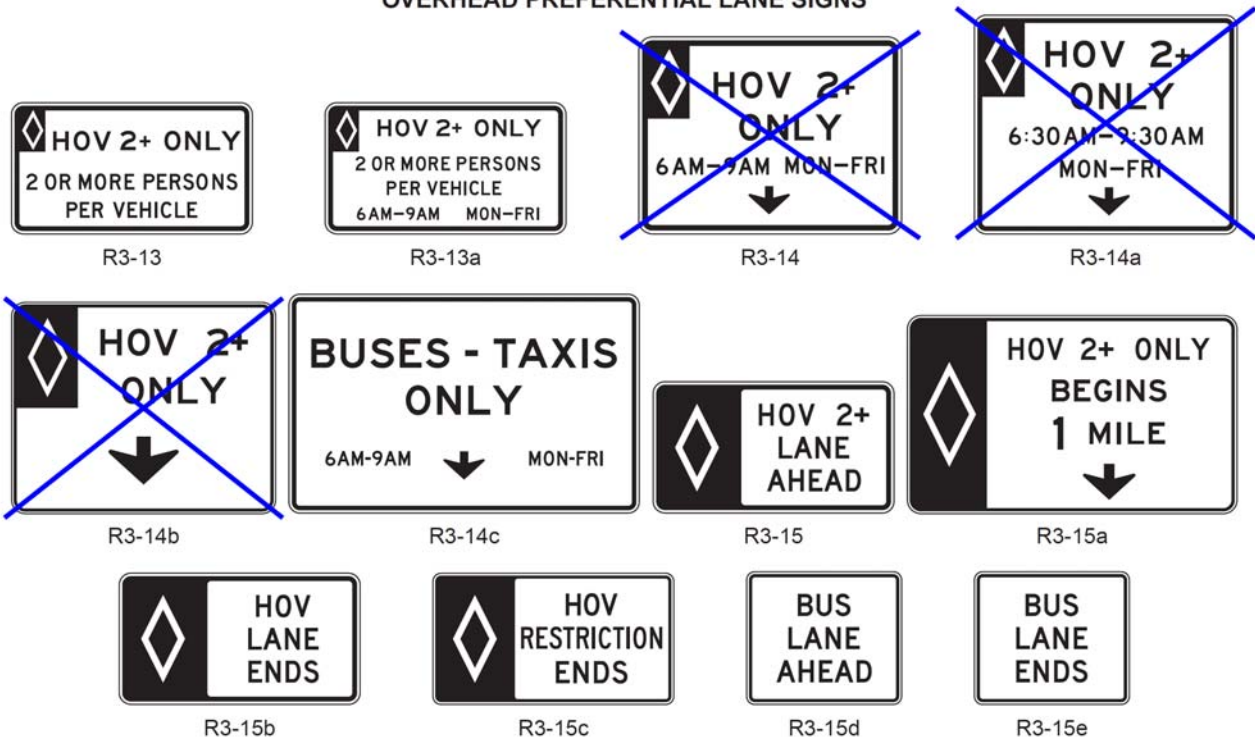 OVERHEAD PREFERENTIAL LANE SIGNS
HOV 2+ ONLY
2 OR MORE PERSONS
PER VEHICLE
R3-13
HOV 2+ ONLY
2 OR MORE PERSONS
PER VEHICLE
6AM–9AM MON–FRI
R3-13a
HOV 2+
ONLY
6AM–9AM MON–FRI
R3-14
HOV 2+
ONLY
6:30AM–9:30AM
MON–FRI
R3-14a
HOV 2+
ONLY
R3-14b
BUSES - TAXIS
ONLY
6AM-9AM MON-FRI
R3-14c
HOV 2+
LANE
AHEAD
R3-15
HOV 2+ ONLY
BEGINS
1 MILE
R3-15a
HOV
LANE
ENDS
R3-15b
HOV
RESTRICTION
ENDS
R3-15c
BUS
LANE
AHEAD
R3-15d
BUS
LANE
ENDS
R3-15e